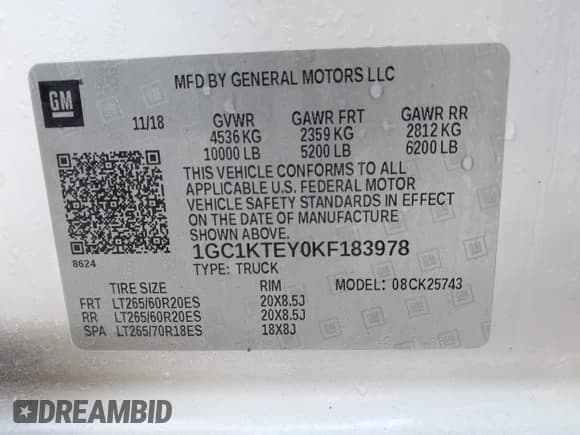 GM
MFD BY GENERAL MOTORS LLC
11/18 GVWR GAWR FRT GAWR RR
4536 KG 2359 KG 2812 KG
10000 LB 5200 LB 6200 LB
THIS VEHICLE CONFORMS TO ALL
APPLICABLE U.S. FEDERAL MOTOR
VEHICLE SAFETY STANDARDS IN EFFECT
ON THE DATE OF MANUFACTURE
SHOWN ABOVE.
8624
1GC1KTEY0KF183978
TYPE: TRUCK
TIRE SIZE RIM MODEL: 08CK25743
FRT LT265/60R20ES 20X8.5J
RR LT265/60R20ES 20X8.5J
SPA LT265/70R18ES 18X8J
DREAMBID